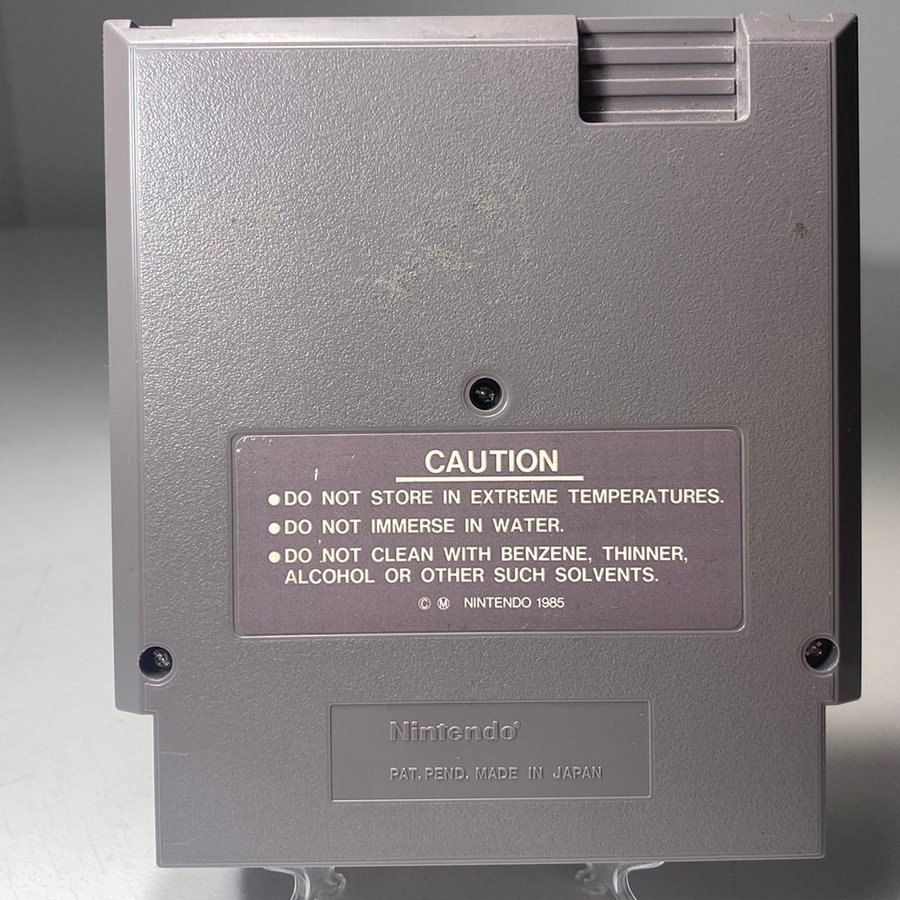 CAUTION
●DO NOT STORE IN EXTREME TEMPERATURES.
●DO NOT IMMERSE IN WATER.
●DO NOT CLEAN WITH BENZENE, THINNER,
ALCOHOL OR OTHER SUCH SOLVENTS.
Ⓒ Ⓜ NINTENDO 1985
Nintendo®
PAT. PEND. MADE IN JAPAN